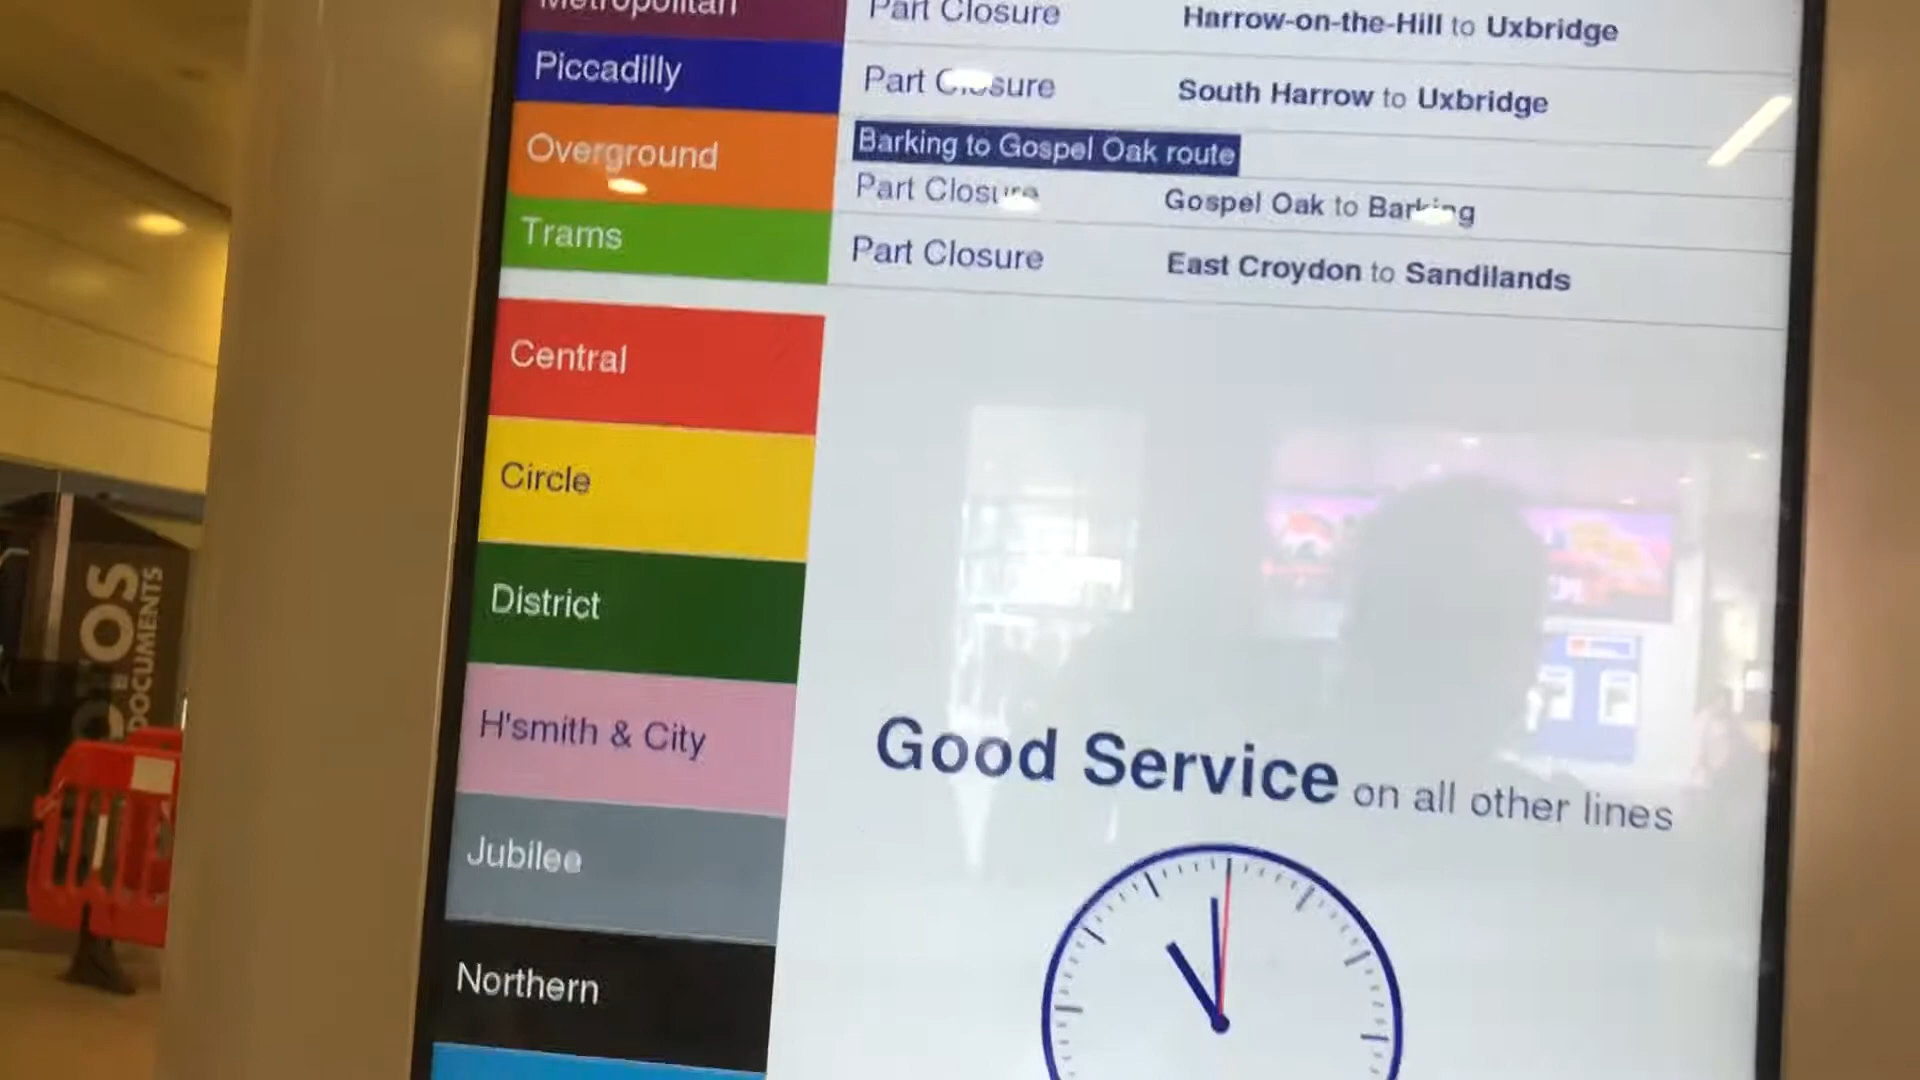 Metropolitan Part Closure Harrow-on-the-Hill to Uxbridge
Piccadilly Part Closure South Harrow to Uxbridge
Overground Barking to Gospel Oak route
Part Closure Gospel Oak to Barking
Trams Part Closure East Croydon to Sandilands
Central
Circle
District
H'smith & City
Good Service on all other lines
Jubilee
Northern
DOCUMENTS